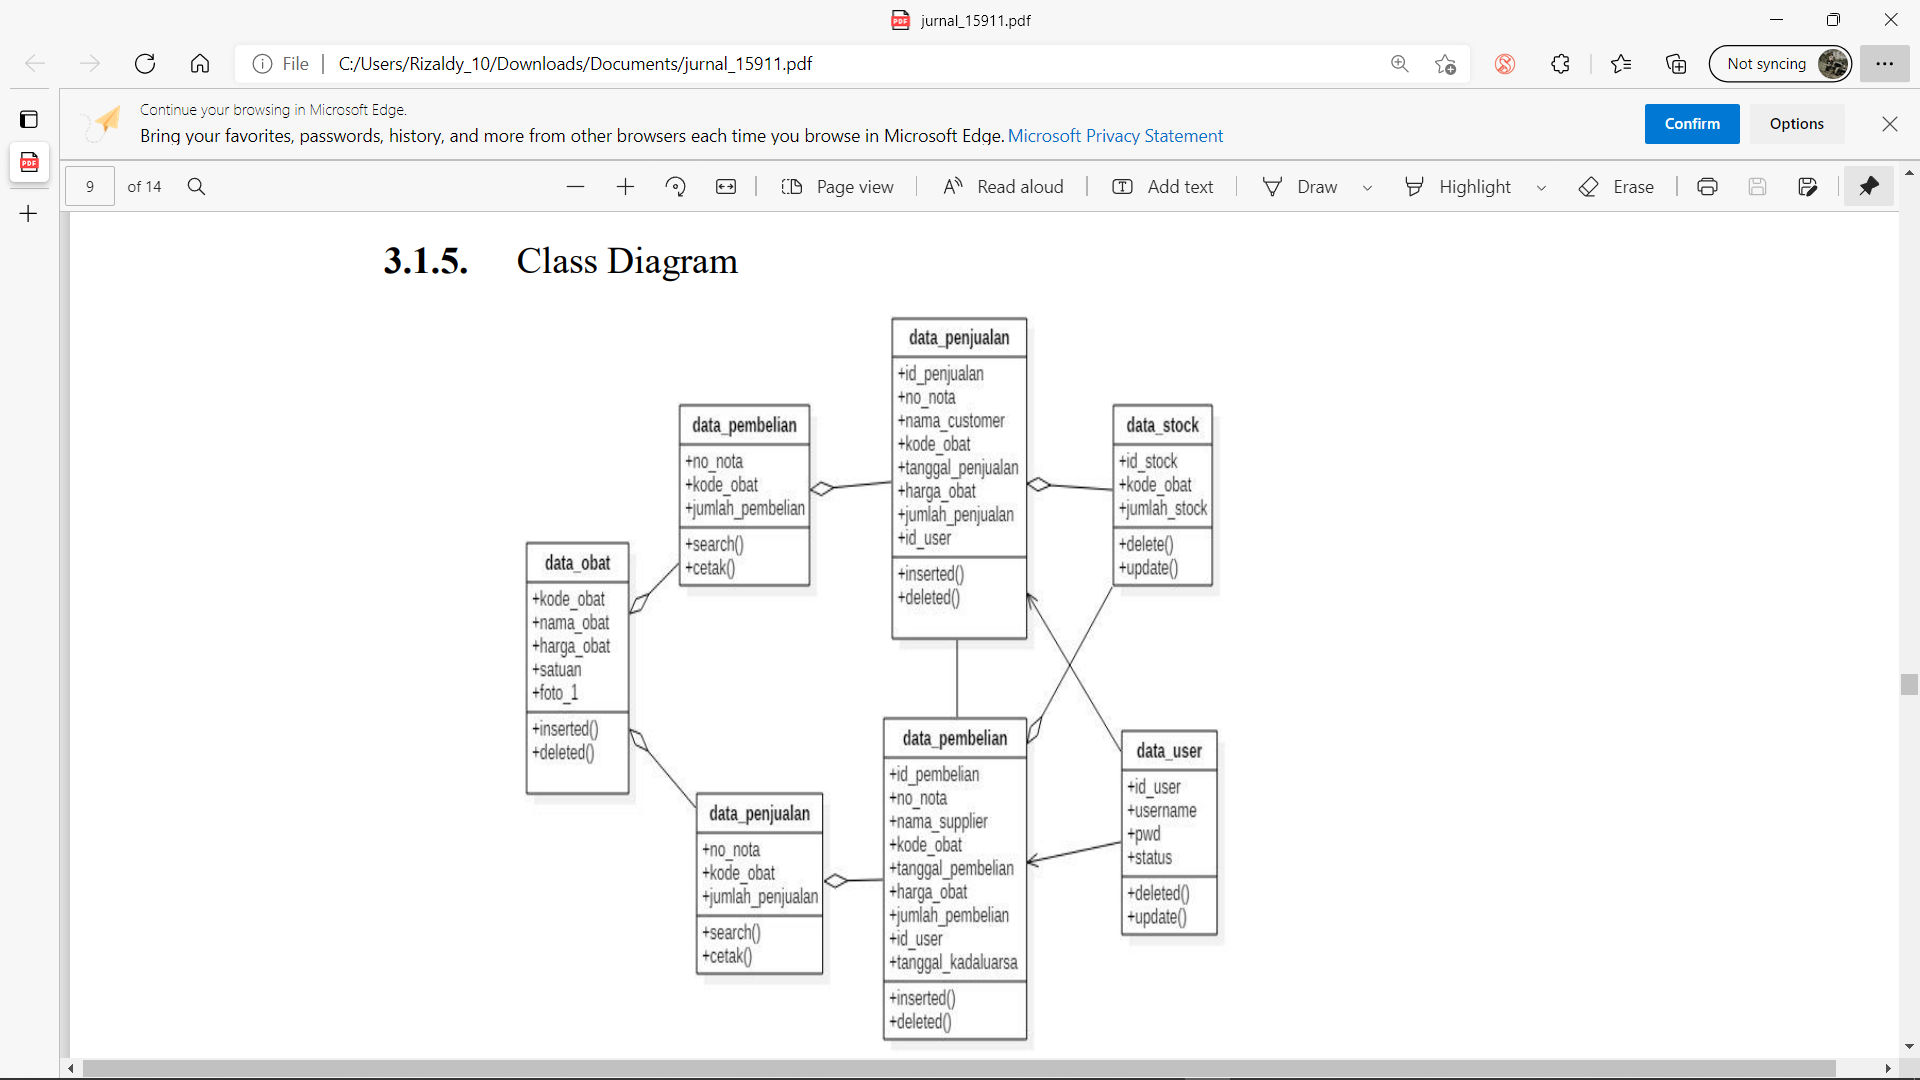 jurnal_15911.pdf
File
C:/Users/Rizaldy_10/Downloads/Documents/jurnal_15911.pdf
Not syncing
Continue your browsing in Microsoft Edge.
Bring your favorites, passwords, history, and more from other browsers each time you browse in Microsoft Edge. Microsoft Privacy Statement
Confirm
Options
PDF
9 of 14
Page view
Read aloud
Add text
Draw
Highlight
Erase
3.1.5. Class Diagram
data_penjualan
+id_penjualan
+no_nota
+nama_customer
+kode_obat
+tanggal_penjualan
+harga_obat
+jumlah_penjualan
+id_user
+inserted()
+deleted()
data_pembelian
+no_nota
+kode_obat
+jumlah_pembelian
+search()
+cetak()
data_stock
+id_stock
+kode_obat
+jumlah_stock
+delete()
+update()
data_obat
+kode_obat
+nama_obat
+harga_obat
+satuan
+foto_1
+inserted()
+deleted()
data_penjualan
+no_nota
+kode_obat
+jumlah_penjualan
+search()
+cetak()
data_pembelian
+id_pembelian
+no_nota
+nama_supplier
+kode_obat
+tanggal_pembelian
+harga_obat
+jumlah_pembelian
+id_user
+tanggal_kadaluarsa
+inserted()
+deleted()
data_user
+id_user
+username
+pwd
+status
+deleted()
+update()